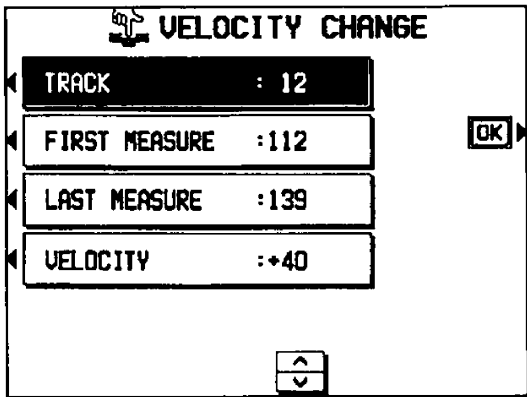 VELOCITY CHANGE
TRACK : 12
FIRST MEASURE :112
OK
LAST MEASURE :139
VELOCITY :+40